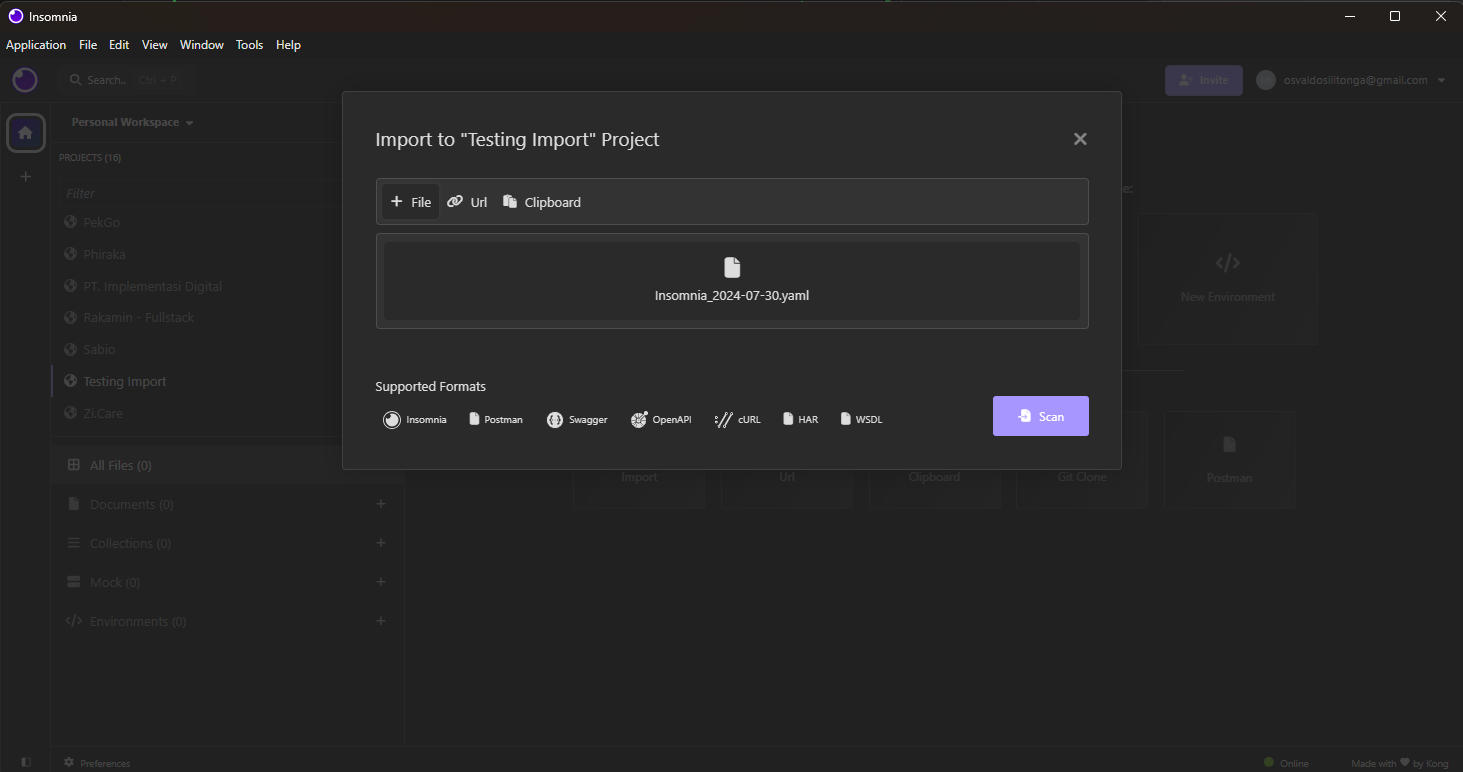 Insomnia
Application File Edit View Window Tools Help
Search.. Ctrl + P
Invite
osvaldosiiitonga@gmail.com
Personal Workspace
PROJECTS (16)
Filter
PekGo
Phiraka
PT. Implementasi Digital
Rakamin - Fullstack
Sabio
Testing Import
Zi.Care
All Files (0)
Documents (0)
Collections (0)
Mock (0)
Environments (0)
Import to "Testing Import" Project
File Url Clipboard
Insomnia_2024-07-30.yaml
Supported Formats
Insomnia Postman Swagger OpenAPI cURL HAR WSDL
Scan
New Environment
Import Url Clipboard Git Clone Postman
Preferences
Online
Made with by Kong